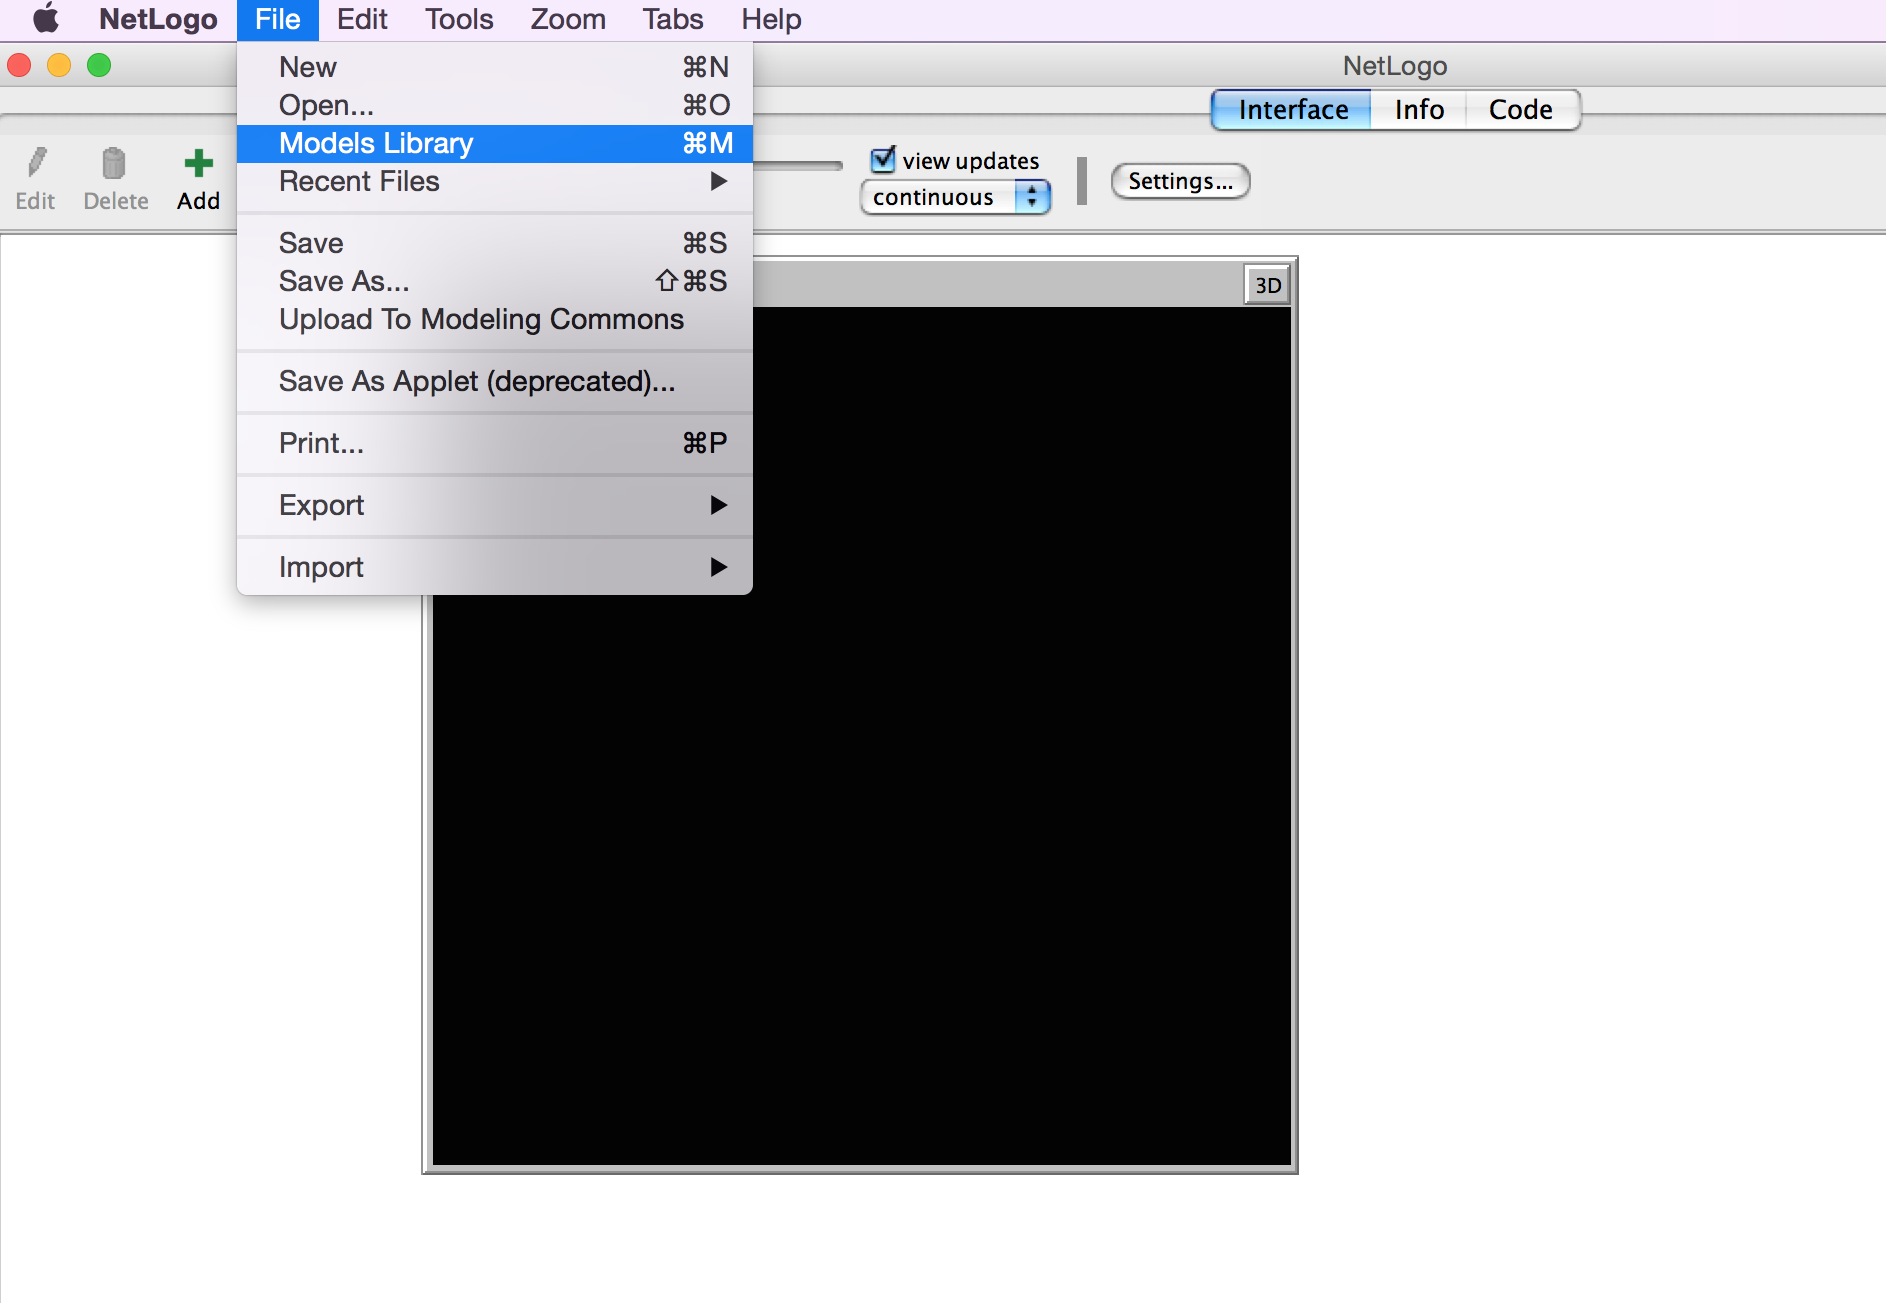 NetLogo File Edit Tools Zoom Tabs Help
NetLogo
New ⌘N
Open... ⌘O
Interface Info Code
Models Library ⌘M
Recent Files ▶
Edit Delete Add
view updates
continuous
Settings...
Save ⌘S
Save As... ⇧⌘S
Upload To Modeling Commons
3D
Save As Applet (deprecated)...
Print... ⌘P
Export ▶
Import ▶